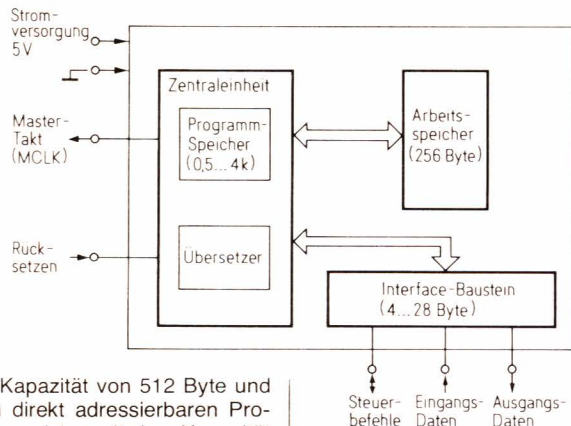 Strom-
versorgung
5V
Zentraleinheit
Programm-
Speicher
(0,5... 4k)
Arbeits-
speicher
(256 Byte)
Master-
Takt
(MCLK)
Rück-
setzen
Übersetzer
Interface-Baustein
(4...28 Byte)
Steuer-
befehle
Eingangs-
Daten
Ausgangs-
Daten
Kapazität von 512 Byte und
direkt adressierbaren Pro-